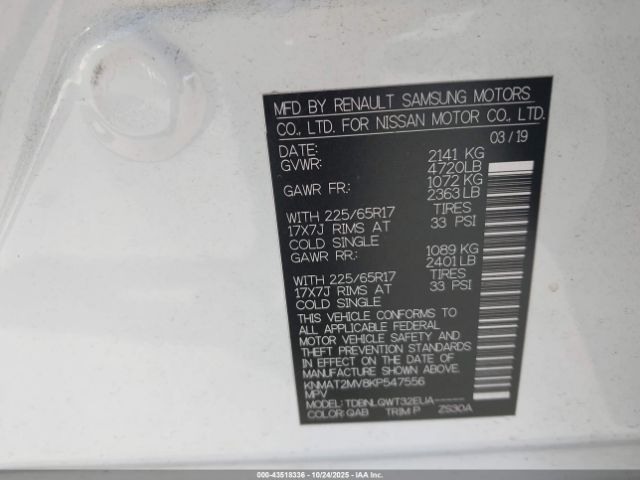 MFD BY RENAULT SAMSUNG MOTORS
CO., LTD. FOR NISSAN MOTOR CO., LTD.
03/19
DATE:
GVWR: 2141 KG
4720LB
GAWR FR: 1072 KG
2363 LB
WITH 225/65R17 TIRES
17X7J RIMS AT 33 PSI
COLD SINGLE
GAWR RR: 1089 KG
2401 LB
WITH 225/65R17 TIRES
17X7J RIMS AT 33 PSI
COLD SINGLE
THIS VEHICLE CONFORMS TO
ALL APPLICABLE FEDERAL
MOTOR VEHICLE SAFETY AND
THEFT PREVENTION STANDARDS
IN EFFECT ON THE DATE OF
MANUFACTURE SHOWN ABOVE.
KNMAT2MV8KP547556
MPV
MODEL: TDBNLQWT32EUA-----
COLOR: QAB TRIM P ZS30A
000-43518336 - 10/24/2025 - IAAI.COM